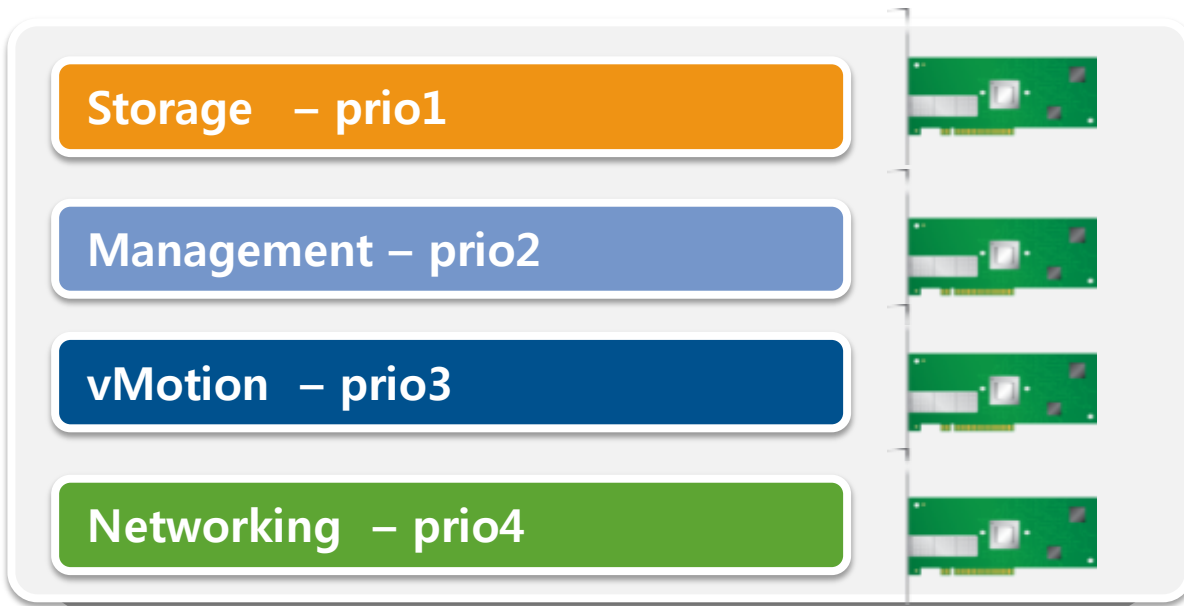 Storage – prio1
Management – prio2
vMotion – prio3
Networking – prio4